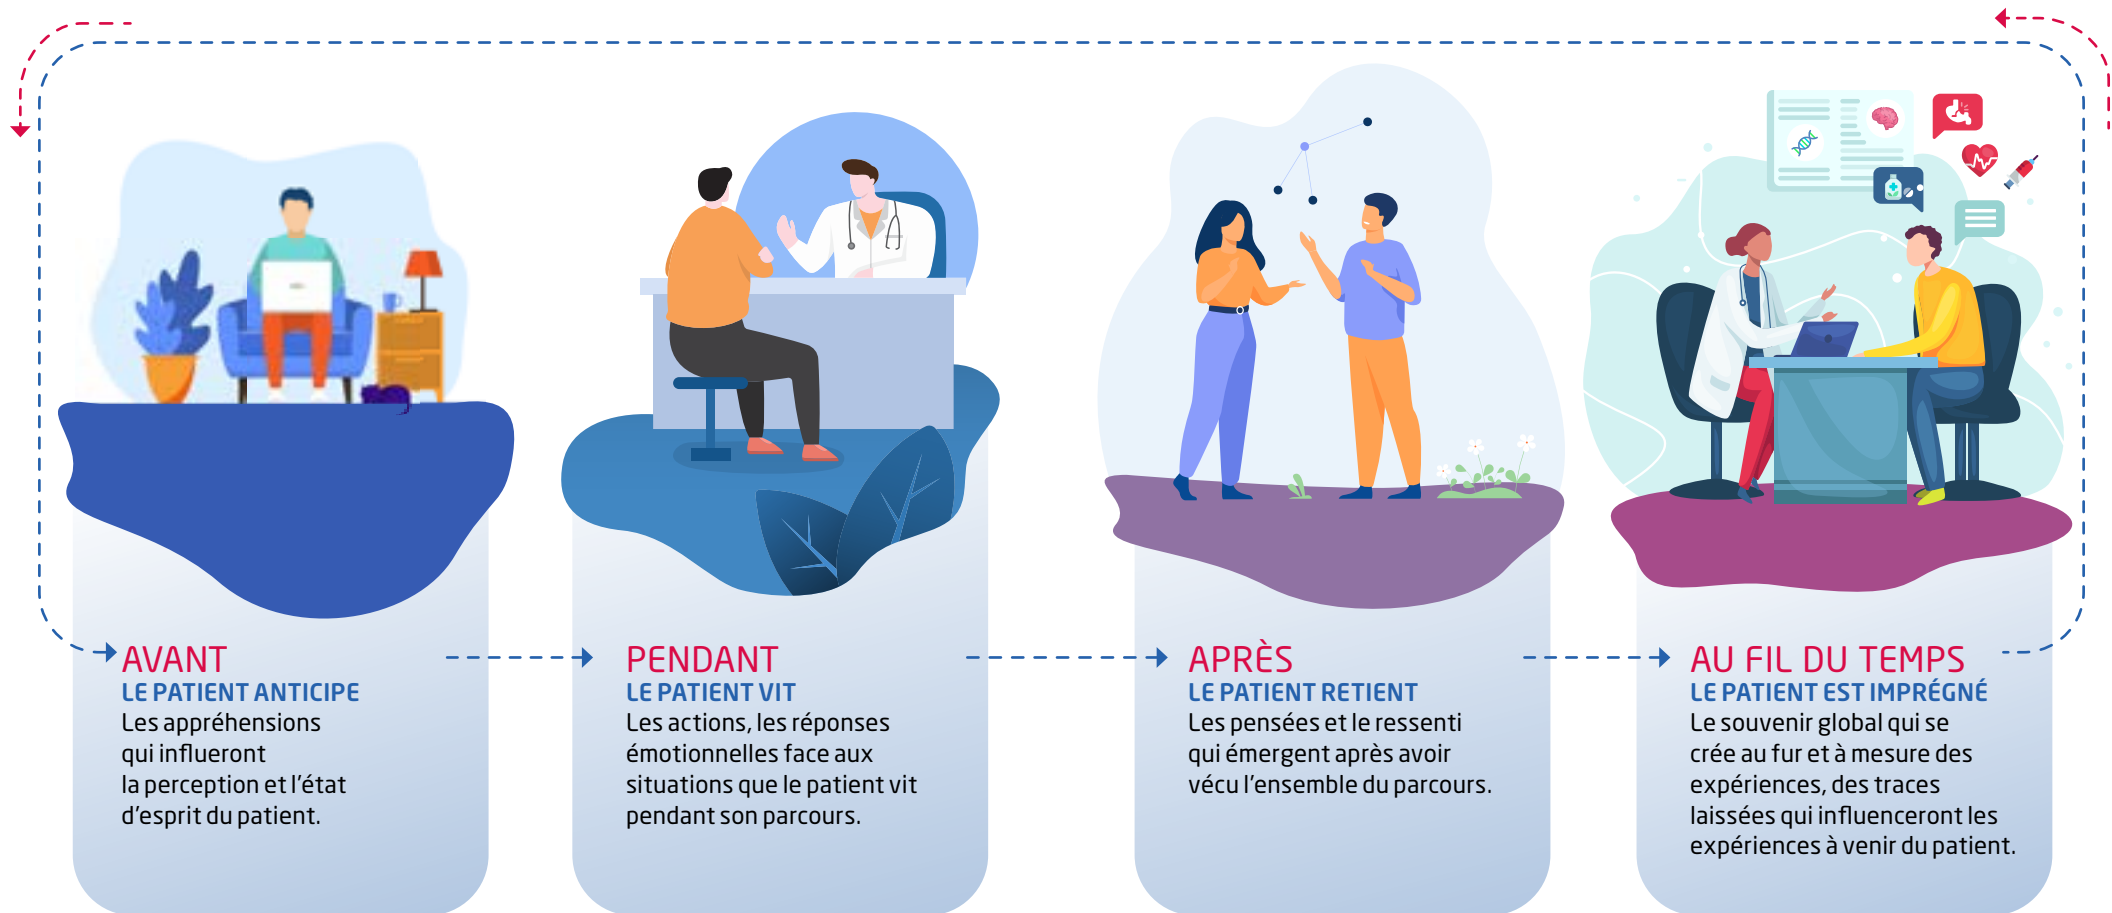 AVANT
LE PATIENT ANTICIPE
Les appréhensions
qui influeront
la perception et l’état
d’esprit du patient.
PENDANT
LE PATIENT VIT
Les actions, les réponses
émotionnelles face aux
situations que le patient vit
pendant son parcours.
APRÈS
LE PATIENT RETIENT
Les pensées et le ressenti
qui émergent après avoir
vécu l’ensemble du parcours.
AU FIL DU TEMPS
LE PATIENT EST IMPRÉGNÉ
Le souvenir global qui se
crée au fur et à mesure des
expériences, des traces
laissées qui influenceront les
expériences à venir du patient.